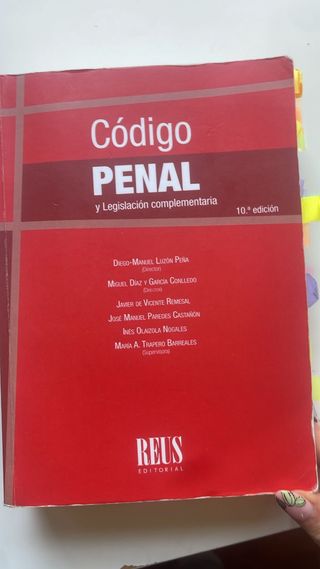 Código
PENAL
y Legislación complementaria
10.ª edición
Diego-Manuel Luzón Peña
(Director)
Miguel Díaz y García Conlledo
(Director)
Javier de Vicente Remesal
José Manuel Paredes Castañón
Inés Olaizola Nogales
María A. Trapero Barreales
(Supervisora)
REUS
EDITORIAL